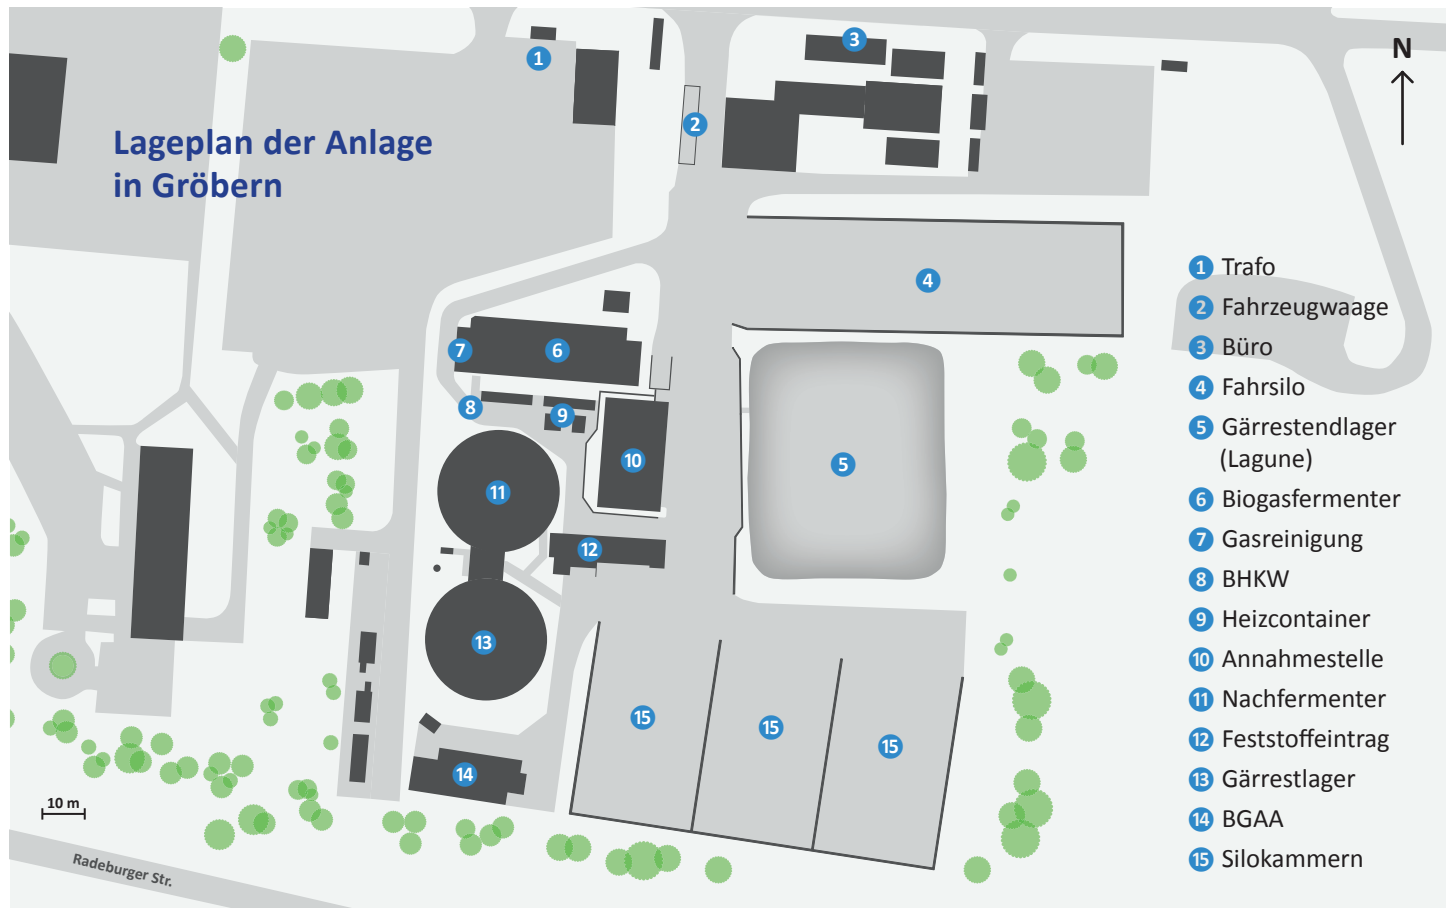 Lageplan der Anlage
in Gröbern
N
1
2
3
4
5
6
7
8
9
10
11
12
13
14
15
15
15
1 Trafo
2 Fahrzeugwaage
3 Büro
4 Fahrsilo
5 Gärrestendlager
(Lagune)
6 Biogasfermenter
7 Gasreinigung
8 BHKW
9 Heizcontainer
10 Annahmestelle
11 Nachfermenter
12 Feststoffeintrag
13 Gärrestlager
14 BGAA
15 Silokammern
10 m
Radeburger Str.